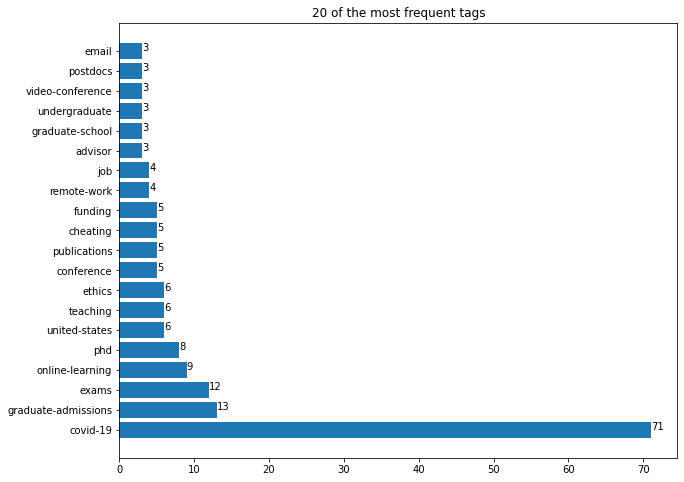 20 of the most frequent tags
email 3
postdocs 3
video-conference 3
undergraduate 3
graduate-school 3
advisor 3
job 4
remote-work 4
funding 5
cheating 5
publications 5
conference 5
ethics 6
teaching 6
united-states 6
phd 8
online-learning 9
exams 12
graduate-admissions 13
covid-19 71
0 10 20 30 40 50 60 70